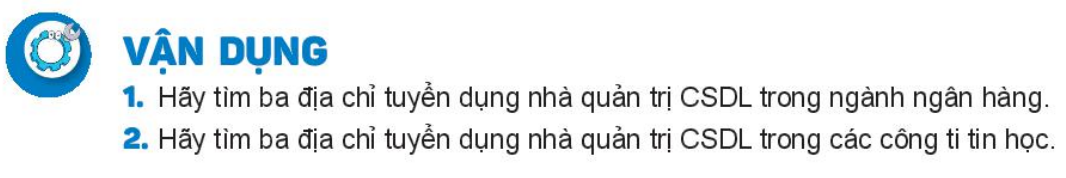 VẬN DỤNG
1. Hãy tìm ba địa chỉ tuyển dụng nhà quản trị CSDL trong ngành ngân hàng.
2. Hãy tìm ba địa chỉ tuyển dụng nhà quản trị CSDL trong các công ti tin học.